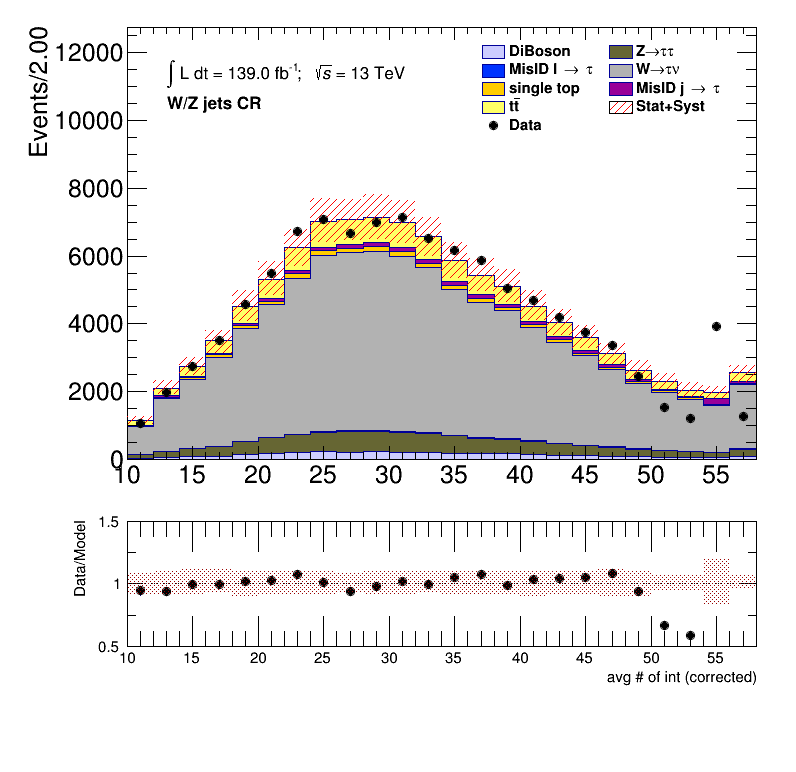 Events/2.00
12000
10000
8000
6000
4000
2000
0
∫ L dt = 139.0 fb⁻¹; √s = 13 TeV
W/Z jets CR
DiBoson
MisID l → τ
single top
tt̄
Data
Z→ττ
W→τν
MisID j → τ
Stat+Syst
10 15 20 25 30 35 40 45 50 55
Data/Model
1.5
1
0.5
10 15 20 25 30 35 40 45 50 55
avg # of int (corrected)